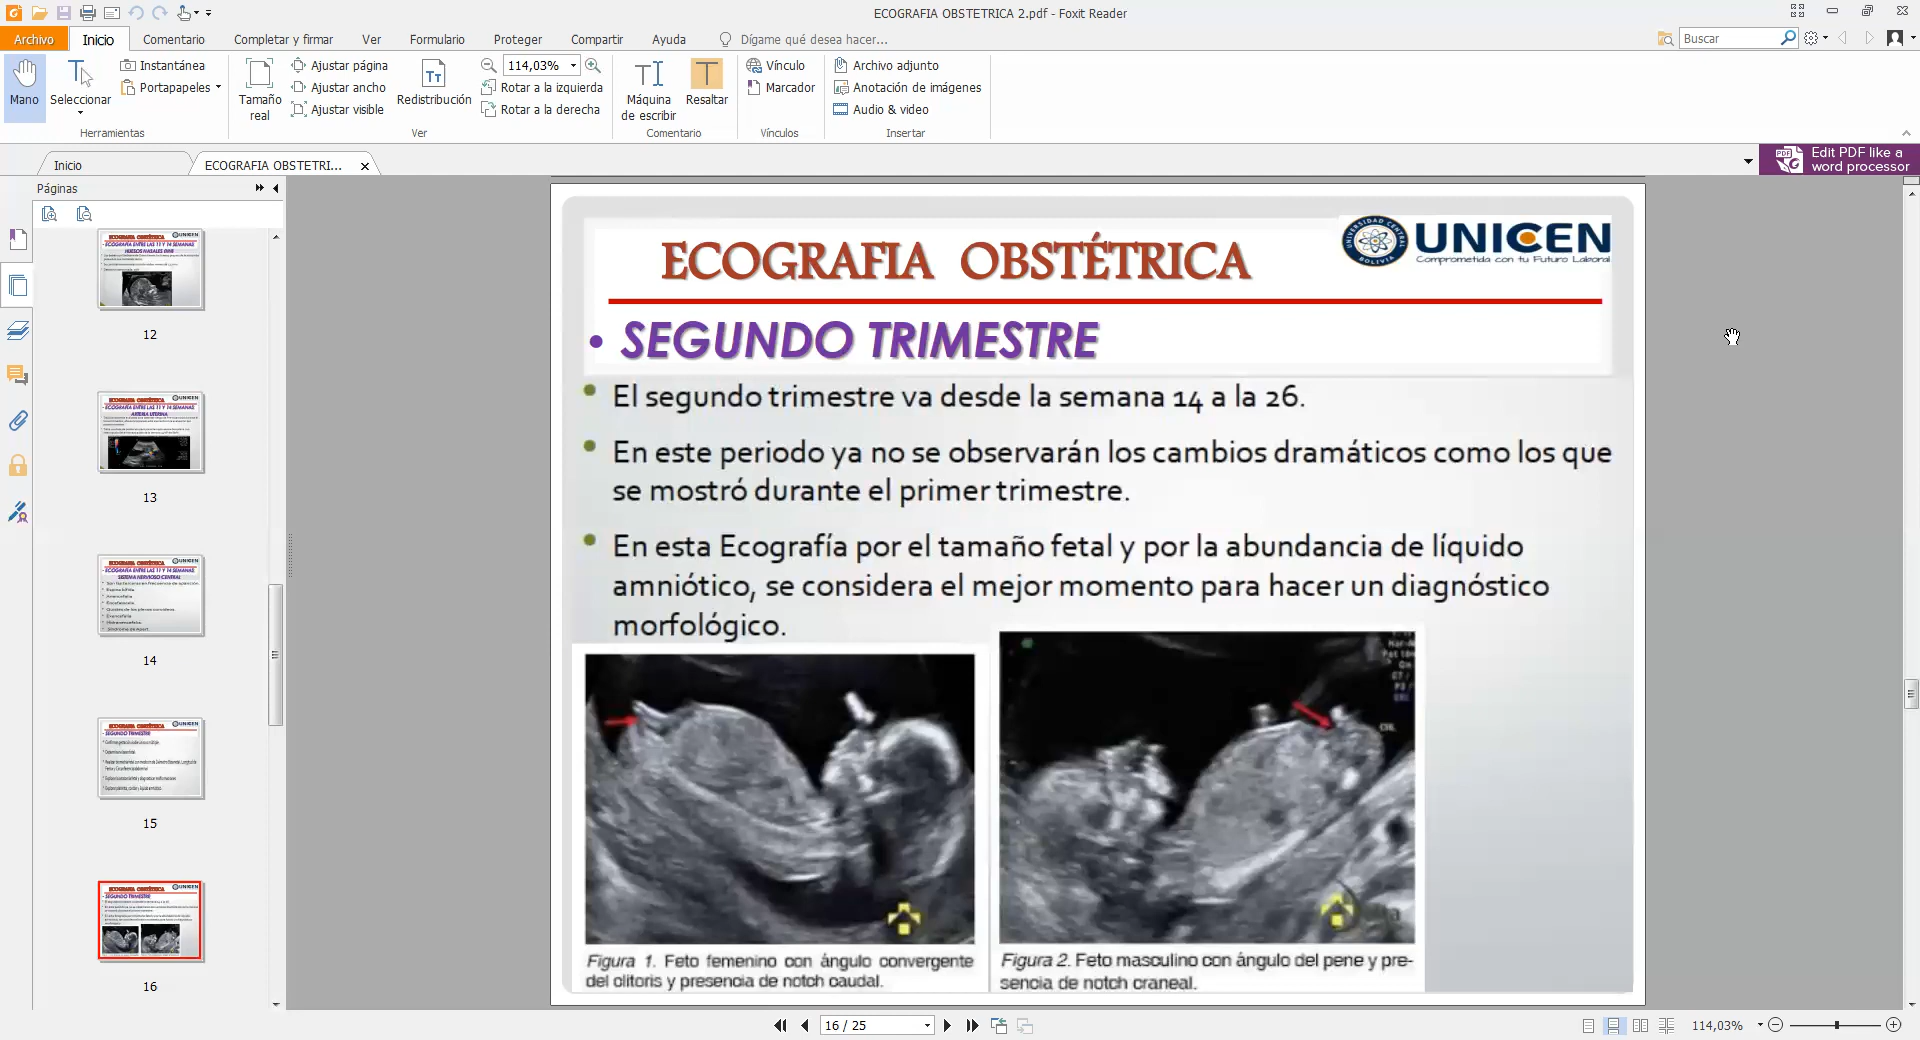 ECOGRAFIA OBSTETRICA 2.pdf - Foxit Reader
Archivo
Inicio
Comentario
Completar y firmar
Ver
Formulario
Proteger
Compartir
Ayuda
Dígame qué desea hacer...
Buscar
Mano
Seleccionar
Instantánea
Portapapeles
Herramientas
Tamaño
real
Ajustar página
Ajustar ancho
Ajustar visible
Redistribución
114,03%
Rotar a la izquierda
Rotar a la derecha
Ver
Máquina
de escribir
Resaltar
Comentario
Vínculo
Marcador
Vínculos
Archivo adjunto
Anotación de imágenes
Audio & video
Insertar
Inicio
ECOGRAFIA OBSTETRI...
Edit PDF like a
word processor
Páginas
12
13
14
15
16
ECOGRAFIA OBSTÉTRICA
UNIVERSIDAD CENTRAL
BOLIVIA
UNICEN
Comprometida con tu Futuro Laboral
• SEGUNDO TRIMESTRE
El segundo trimestre va desde la semana 14 a la 26.
En este periodo ya no se observarán los cambios dramáticos como los que
se mostró durante el primer trimestre.
En esta Ecografía por el tamaño fetal y por la abundancia de líquido
amniótico, se considera el mejor momento para hacer un diagnóstico
morfológico.
Figura 1. Feto femenino con ángulo convergente
del clitoris y presencia de notch caudal.
Figura 2. Feto masculino con ángulo del pene y pre-
sencia de notch craneal.
16 / 25
114,03%